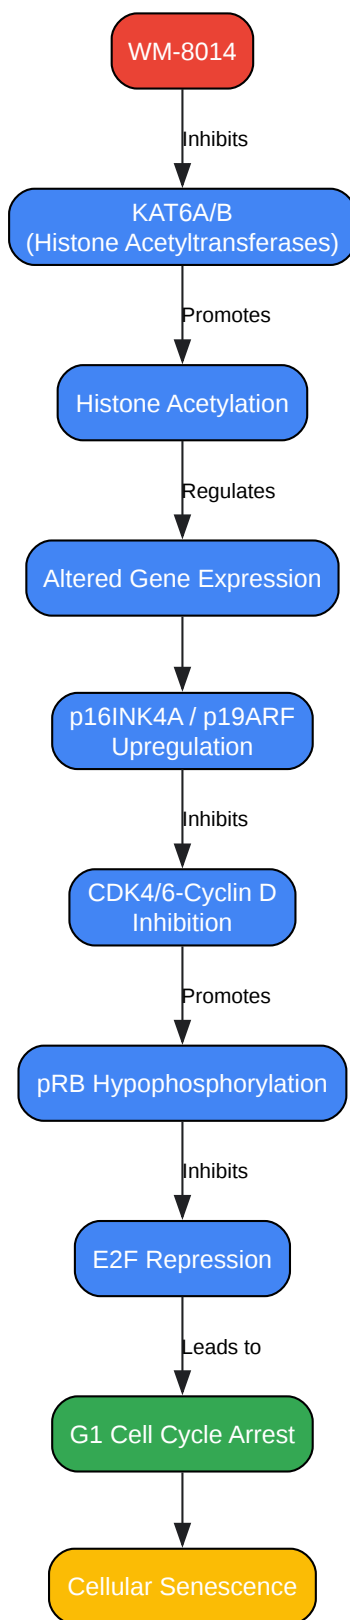 WM-8014
Inhibits
KAT6A/B
(Histone Acetyltransferases)
Promotes
Histone Acetylation
Regulates
Altered Gene Expression
p16INK4A / p19ARF
Upregulation
Inhibits
CDK4/6-Cyclin D
Inhibition
Promotes
pRB Hypophosphorylation
Inhibits
E2F Repression
Leads to
G1 Cell Cycle Arrest
Cellular Senescence